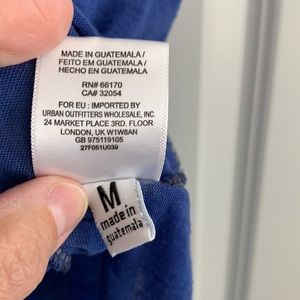 MADE IN GUATEMALA /
FEITO EM GUATEMALA /
HECHO EN GUATEMALA
RN# 66170
CA# 32054
FOR EU : IMPORTED BY
URBAN OUTFITTERS WHOLESALE, INC.
24 MARKET PLACE 3RD. FLOOR
LONDON, UK W1W8AN
GB 975119105
27F051U039
M
made in
guatemala